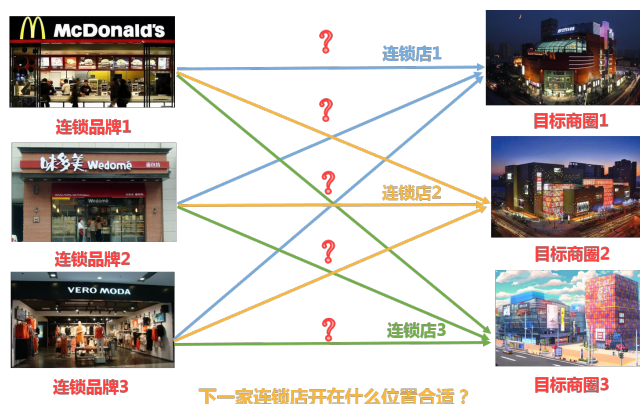 McDonald's
?
连锁店1
连锁品牌1
目标商圈1
?
味多美 Wedomé
Wedomé
?
连锁店2
连锁品牌2
目标商圈2
?
VERO MODA
?
连锁店3
连锁品牌3
目标商圈3
下一家连锁店开在什么位置合适？